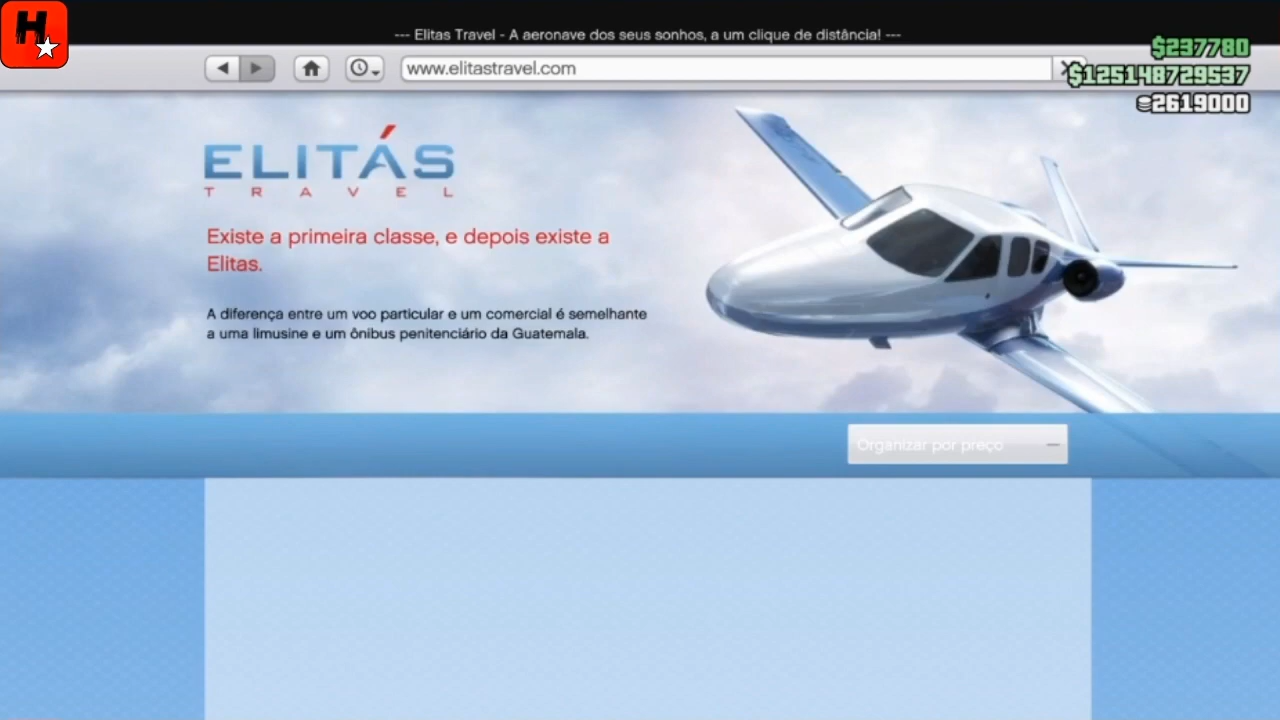 H
--- Elitas Travel - A aeronave dos seus sonhos, a um clique de distância! ---
$237780
www.elitastravel.com
$125148729537
2619000
ELITÁS
TRAVEL
Existe a primeira classe, e depois existe a
Elitas.
A diferença entre um voo particular e um comercial é semelhante
a uma limusine e um ônibus penitenciário da Guatemala.
Organizar por preço